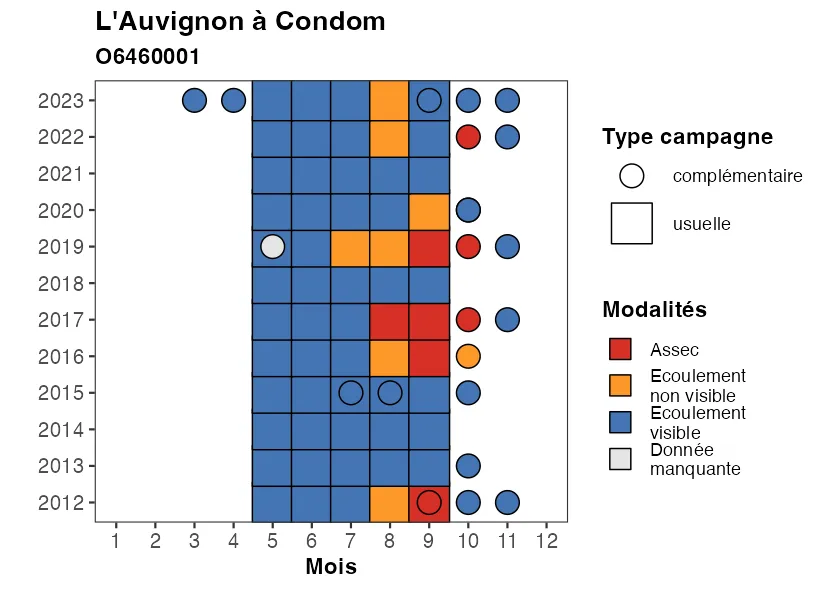 L'Auvignon à Condom
O6460001
2023
2022
2021
2020
2019
2018
2017
2016
2015
2014
2013
2012
1 2 3 4 5 6 7 8 9 10 11 12
Mois
Type campagne
complémentaire
usuelle
Modalités
Assec
Ecoulement
non visible
Ecoulement
visible
Donnée
manquante